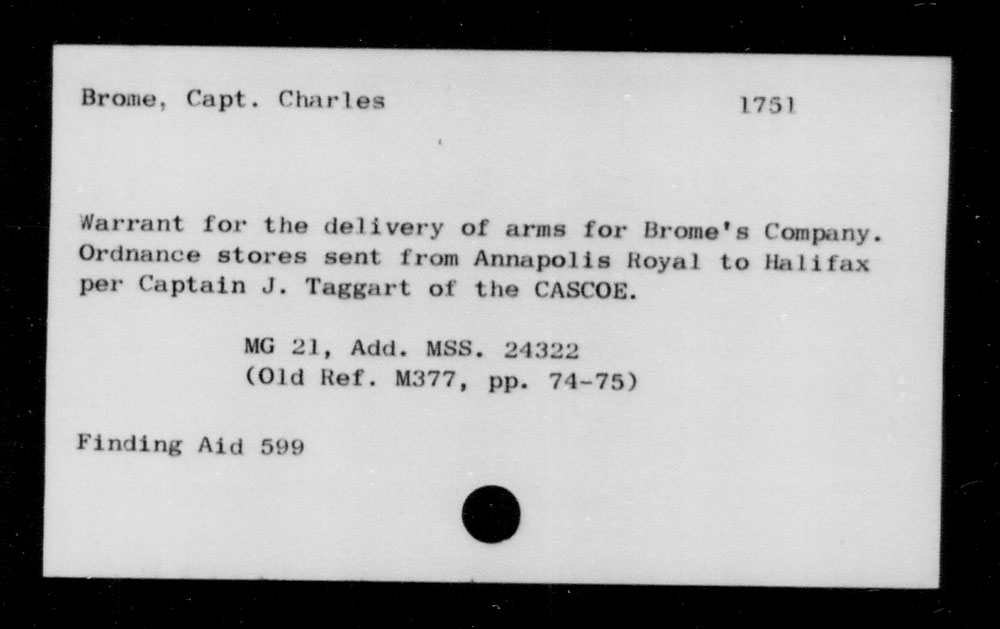 Brome, Capt. Charles 1751
Warrant for the delivery of arms for Brome's Company.
Ordnance stores sent from Annapolis Royal to Halifax
per Captain J. Taggart of the CASCOE.
MG 21, Add. MSS. 24322
(Old Ref. M377, pp. 74-75)
Finding Aid 599